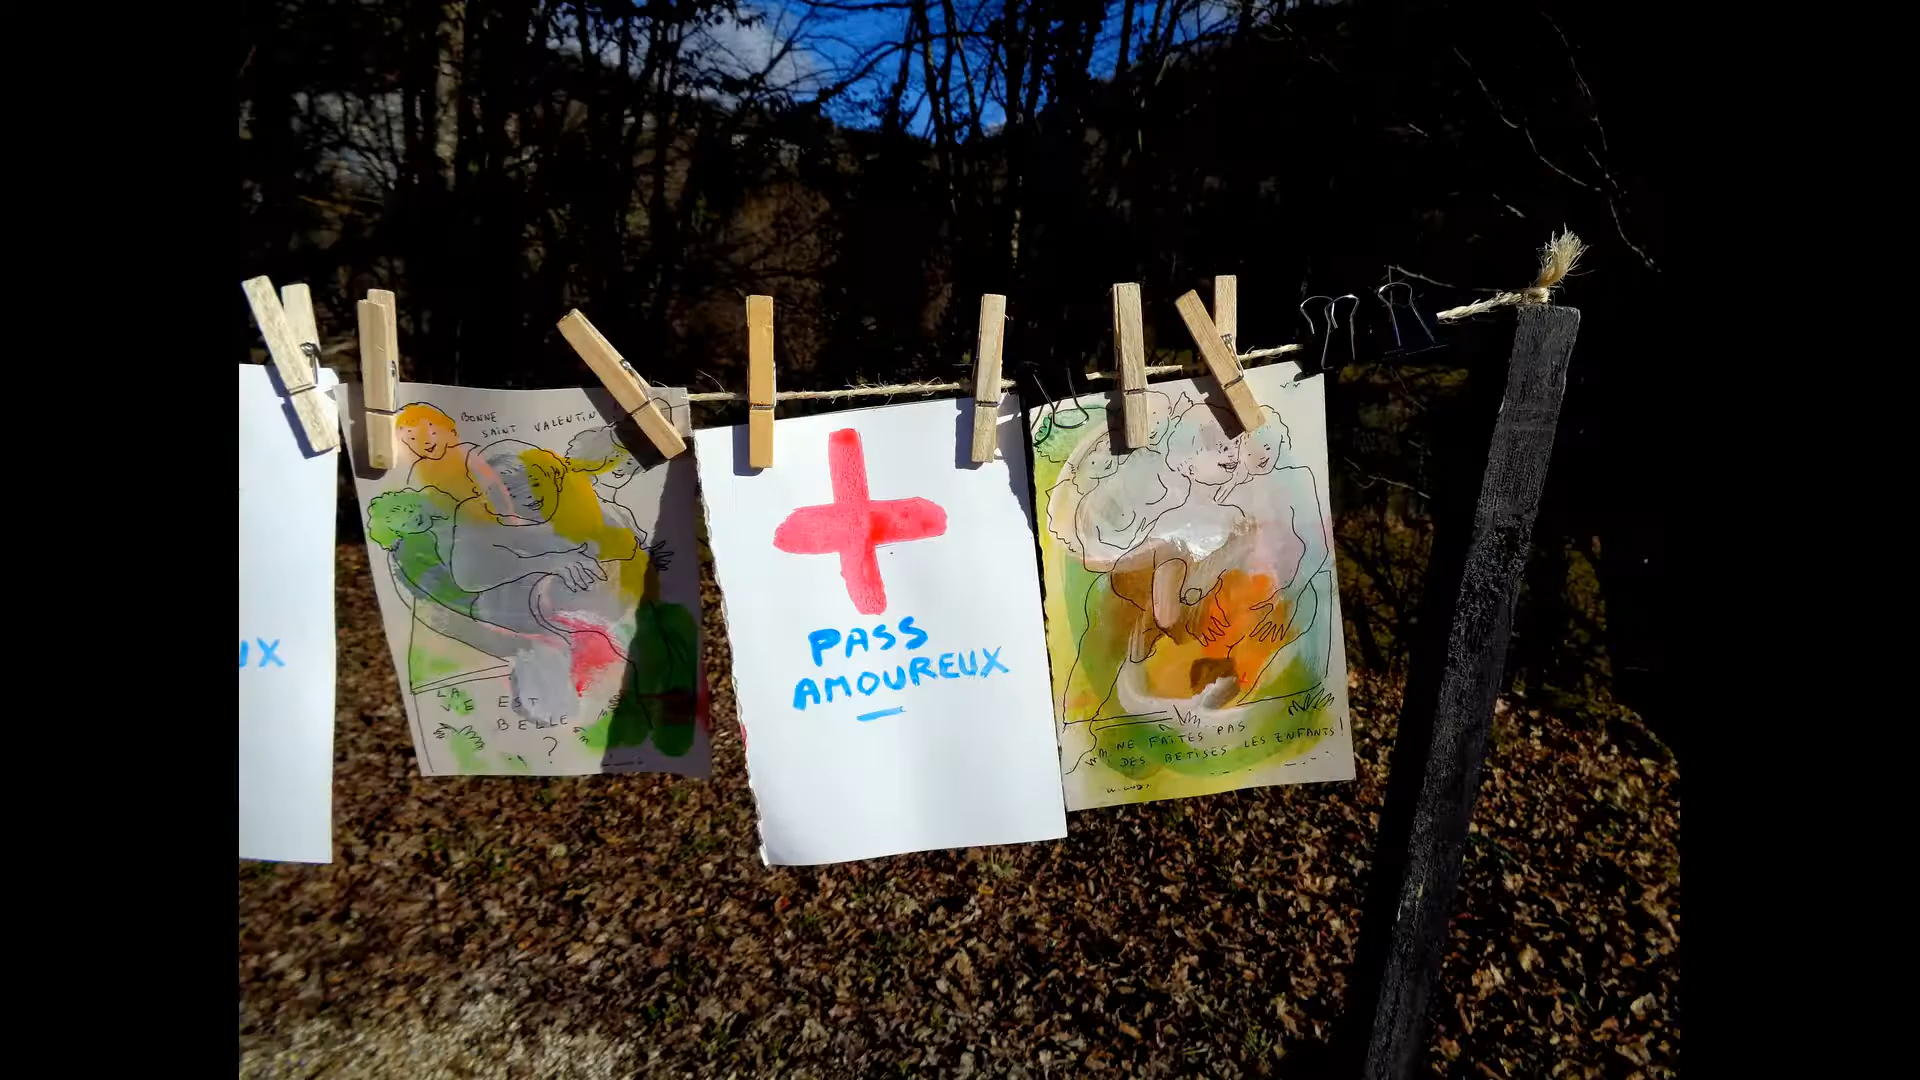 UX
BONNE
SAINT VALENTIN
LA
VIE EST
BELLE
?
PASS
AMOUREUX
NE FAITES PAS
DES BETISES LES ENFANTS !